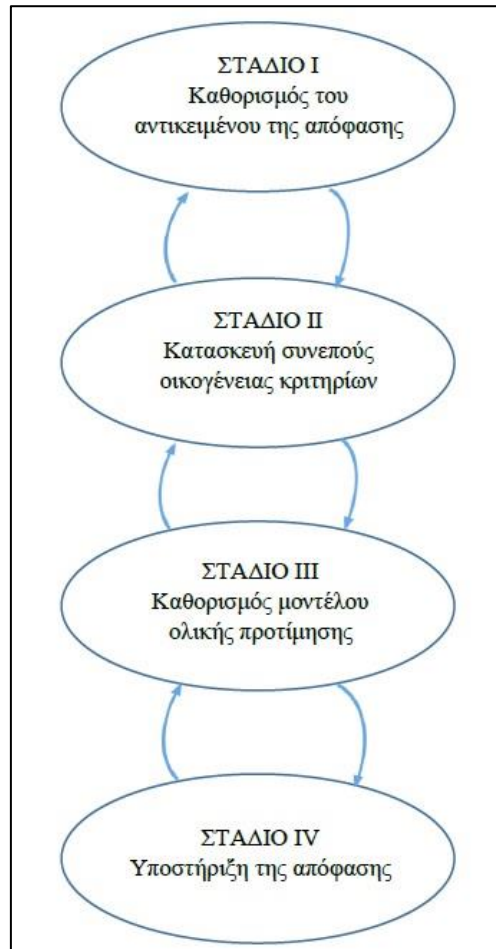 ΣΤΑΔΙΟ Ι
Καθορισμός του
αντικειμένου της απόφασης
ΣΤΑΔΙΟ ΙΙ
Κατασκευή συνεπούς
οικογένειας κριτηρίων
ΣΤΑΔΙΟ ΙΙΙ
Καθορισμός μοντέλου
ολικής προτίμησης
ΣΤΑΔΙΟ IV
Υποστήριξη της απόφασης